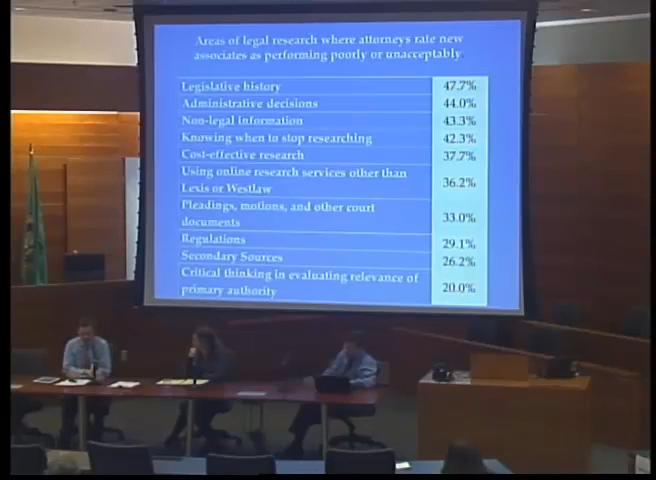 Areas of legal research where attorneys rate new
associates as performing poorly or unacceptably.
Legislative history 47.7%
Administrative decisions 44.0%
Non-legal information 43.3%
Knowing when to stop researching 42.3%
Cost-effective research 37.7%
Using online research services other than
Lexis or Westlaw 36.2%
Pleadings, motions, and other court
documents 33.0%
Regulations 29.1%
Secondary Sources 26.2%
Critical thinking in evaluating relevance of
primary authority 20.0%